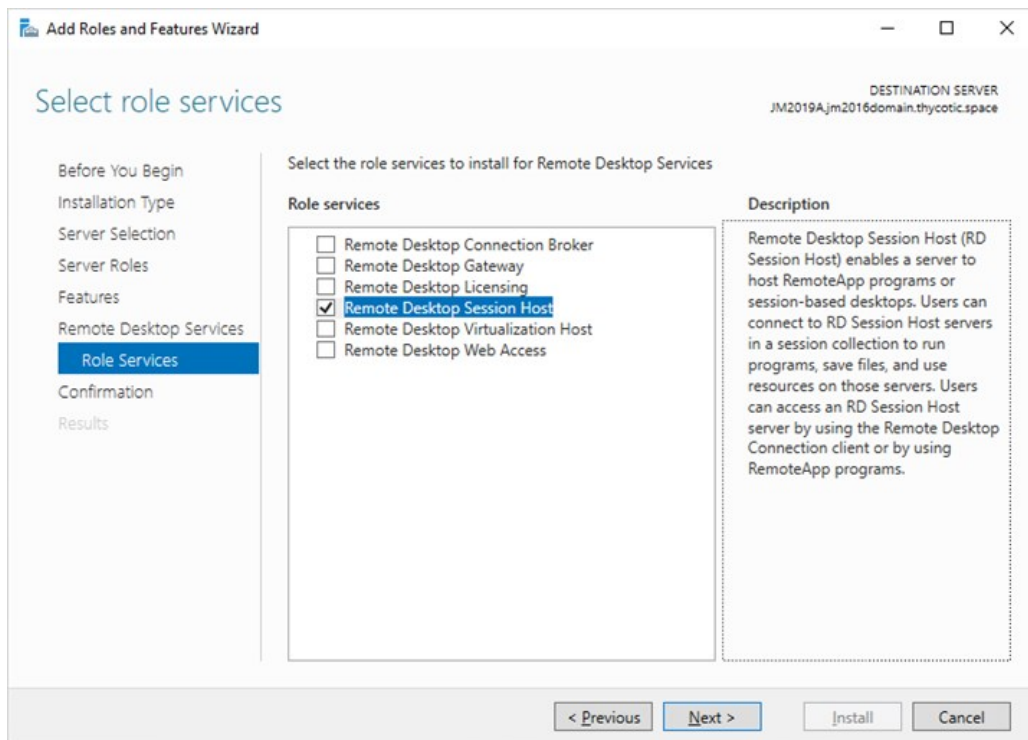 Add Roles and Features Wizard
Select role services
DESTINATION SERVER
JM2019A.jm2016domain.thycotic.space
Before You Begin
Installation Type
Server Selection
Server Roles
Features
Remote Desktop Services
Role Services
Confirmation
Results
Select the role services to install for Remote Desktop Services
Role services
Remote Desktop Connection Broker
Remote Desktop Gateway
Remote Desktop Licensing
Remote Desktop Session Host
Remote Desktop Virtualization Host
Remote Desktop Web Access
Description
Remote Desktop Session Host (RD
Session Host) enables a server to
host RemoteApp programs or
session-based desktops. Users can
connect to RD Session Host servers
in a session collection to run
programs, save files, and use
resources on those servers. Users
can access an RD Session Host
server by using the Remote Desktop
Connection client or by using
RemoteApp programs.
< Previous
Next >
Install
Cancel